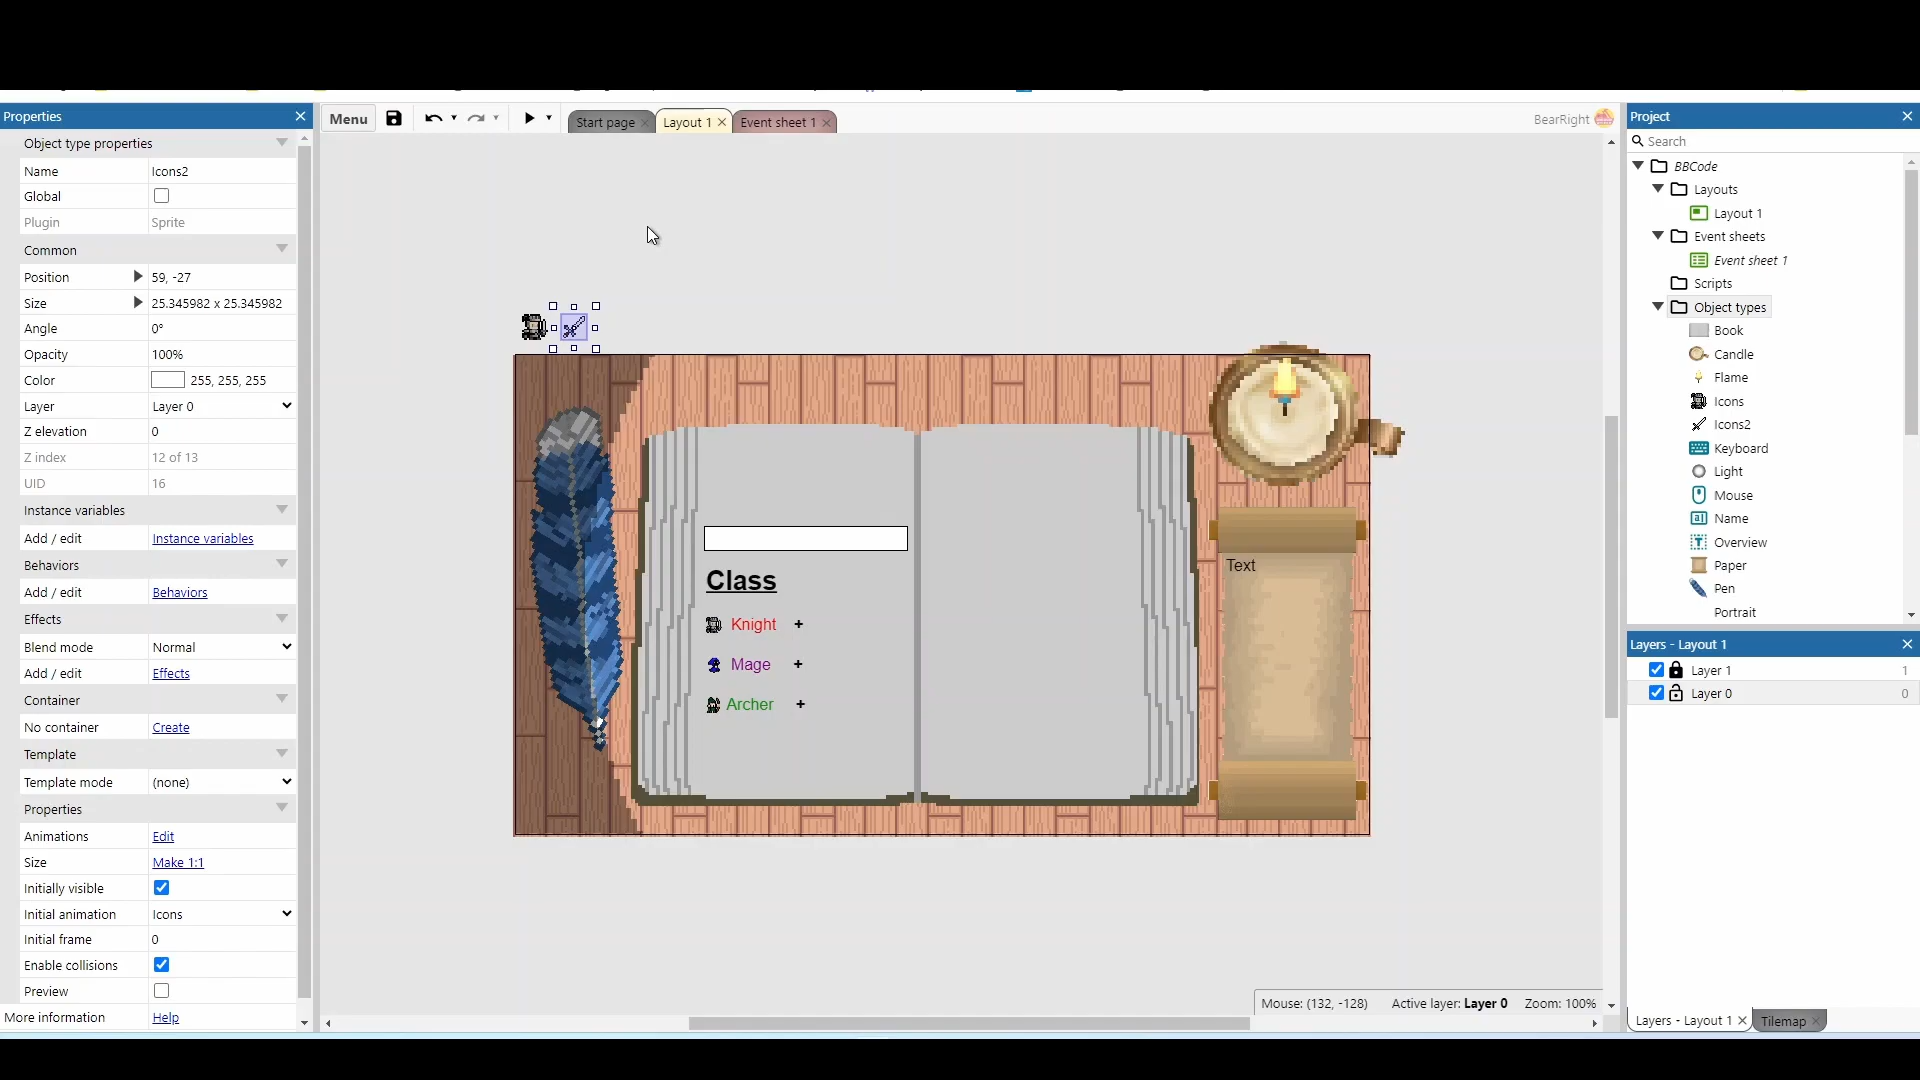 Properties
Object type properties
Name Icons2
Global
Plugin Sprite
Common
Position 59, -27
Size 25.345982 x 25.345982
Angle 0°
Opacity 100%
Color 255, 255, 255
Layer Layer 0
Z elevation 0
Z index 12 of 13
UID 16
Instance variables
Add / edit Instance variables
Behaviors
Add / edit Behaviors
Effects
Blend mode Normal
Add / edit Effects
Container
No container Create
Template
Template mode (none)
Properties
Animations Edit
Size Make 1:1
Initially visible
Initial animation Icons
Initial frame 0
Enable collisions
Preview
More information Help
Menu
Start page
Layout 1
Event sheet 1
BearRight
Class
Knight +
Mage +
Archer +
Text
Mouse: (132, -128) Active layer: Layer 0 Zoom: 100%
Project
Search
BBCode
Layouts
Layout 1
Event sheets
Event sheet 1
Scripts
Object types
Book
Candle
Flame
Icons
Icons2
Keyboard
Light
Mouse
Name
Overview
Paper
Pen
Portrait
Layers - Layout 1
Layer 1 1
Layer 0 0
Layers - Layout 1
Tilemap